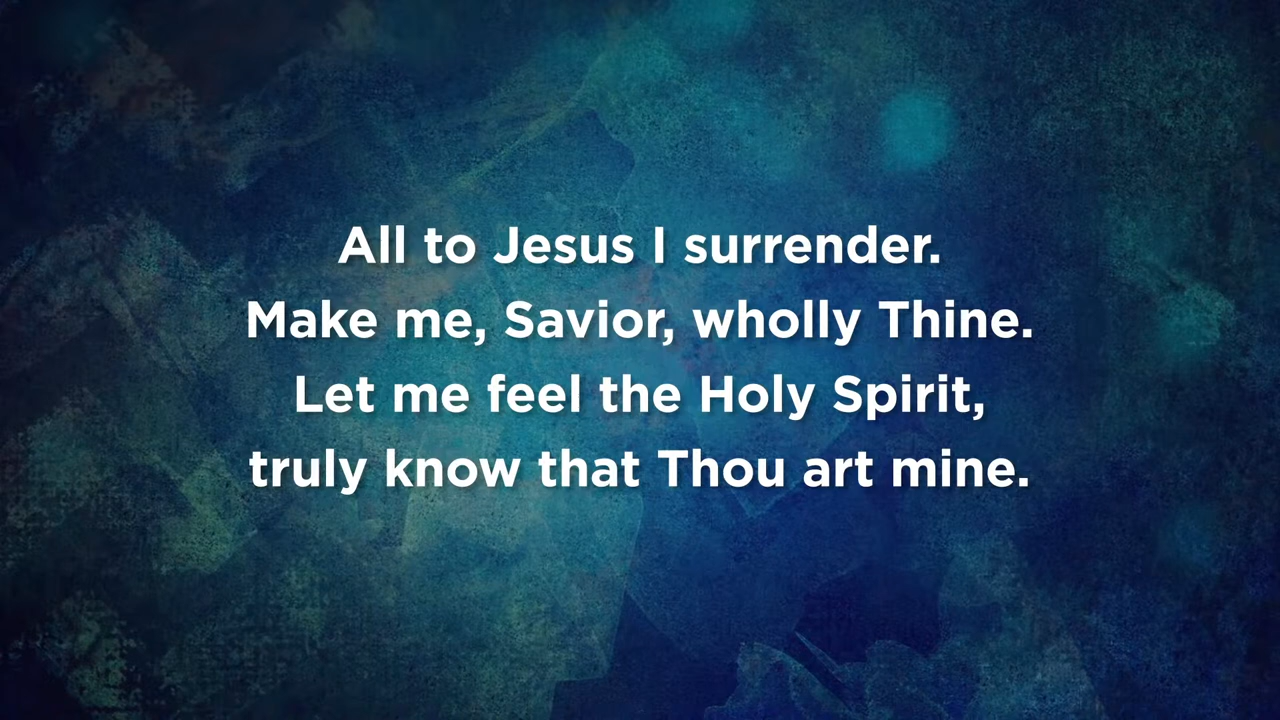 All to Jesus I surrender.
Make me, Savior, wholly Thine.
Let me feel the Holy Spirit,
truly know that Thou art mine.